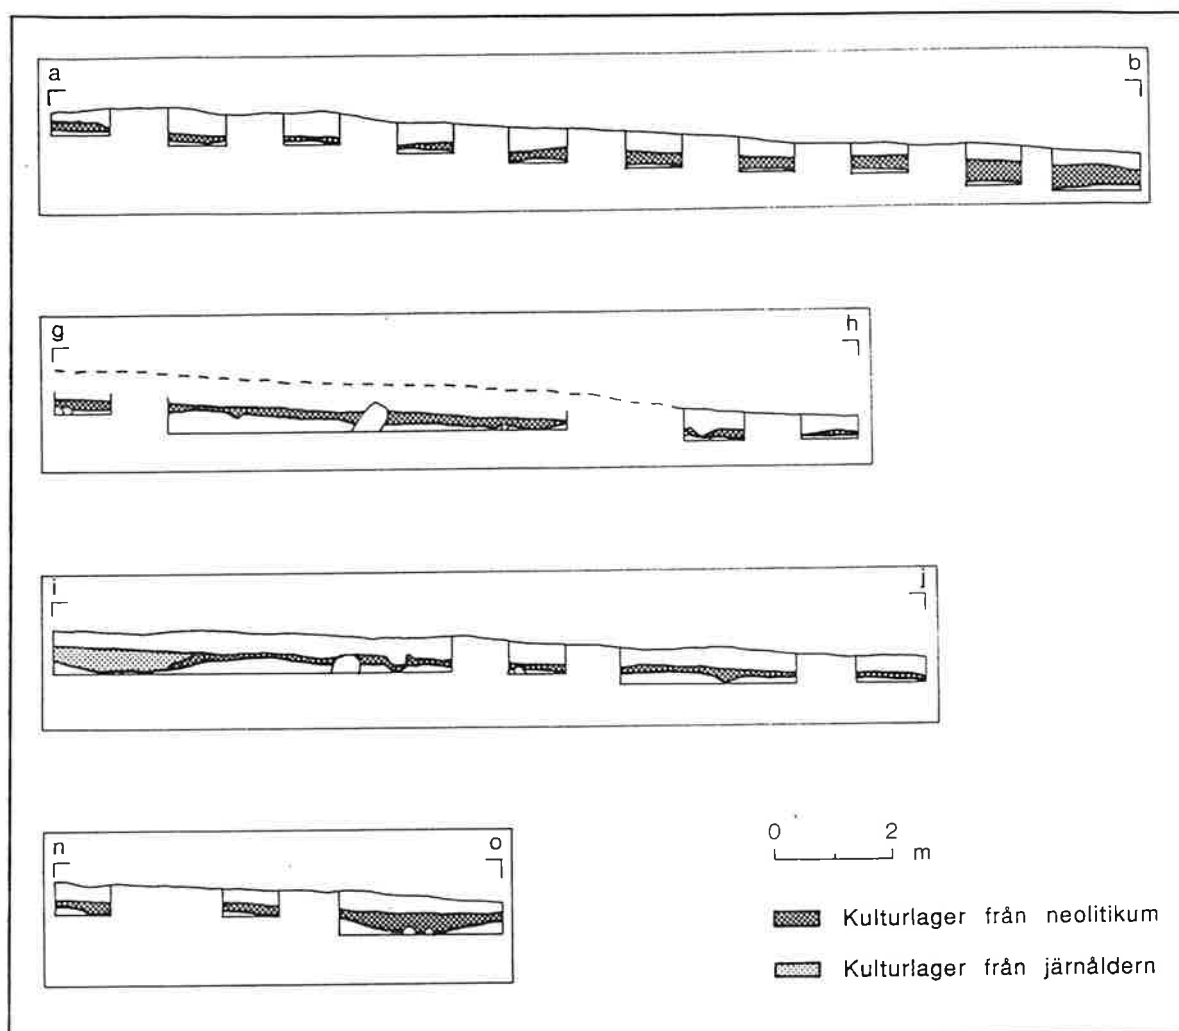 a b
g h
i j
n o
0 2
m
Kulturlager från neolitikum
Kulturlager från järnåldern